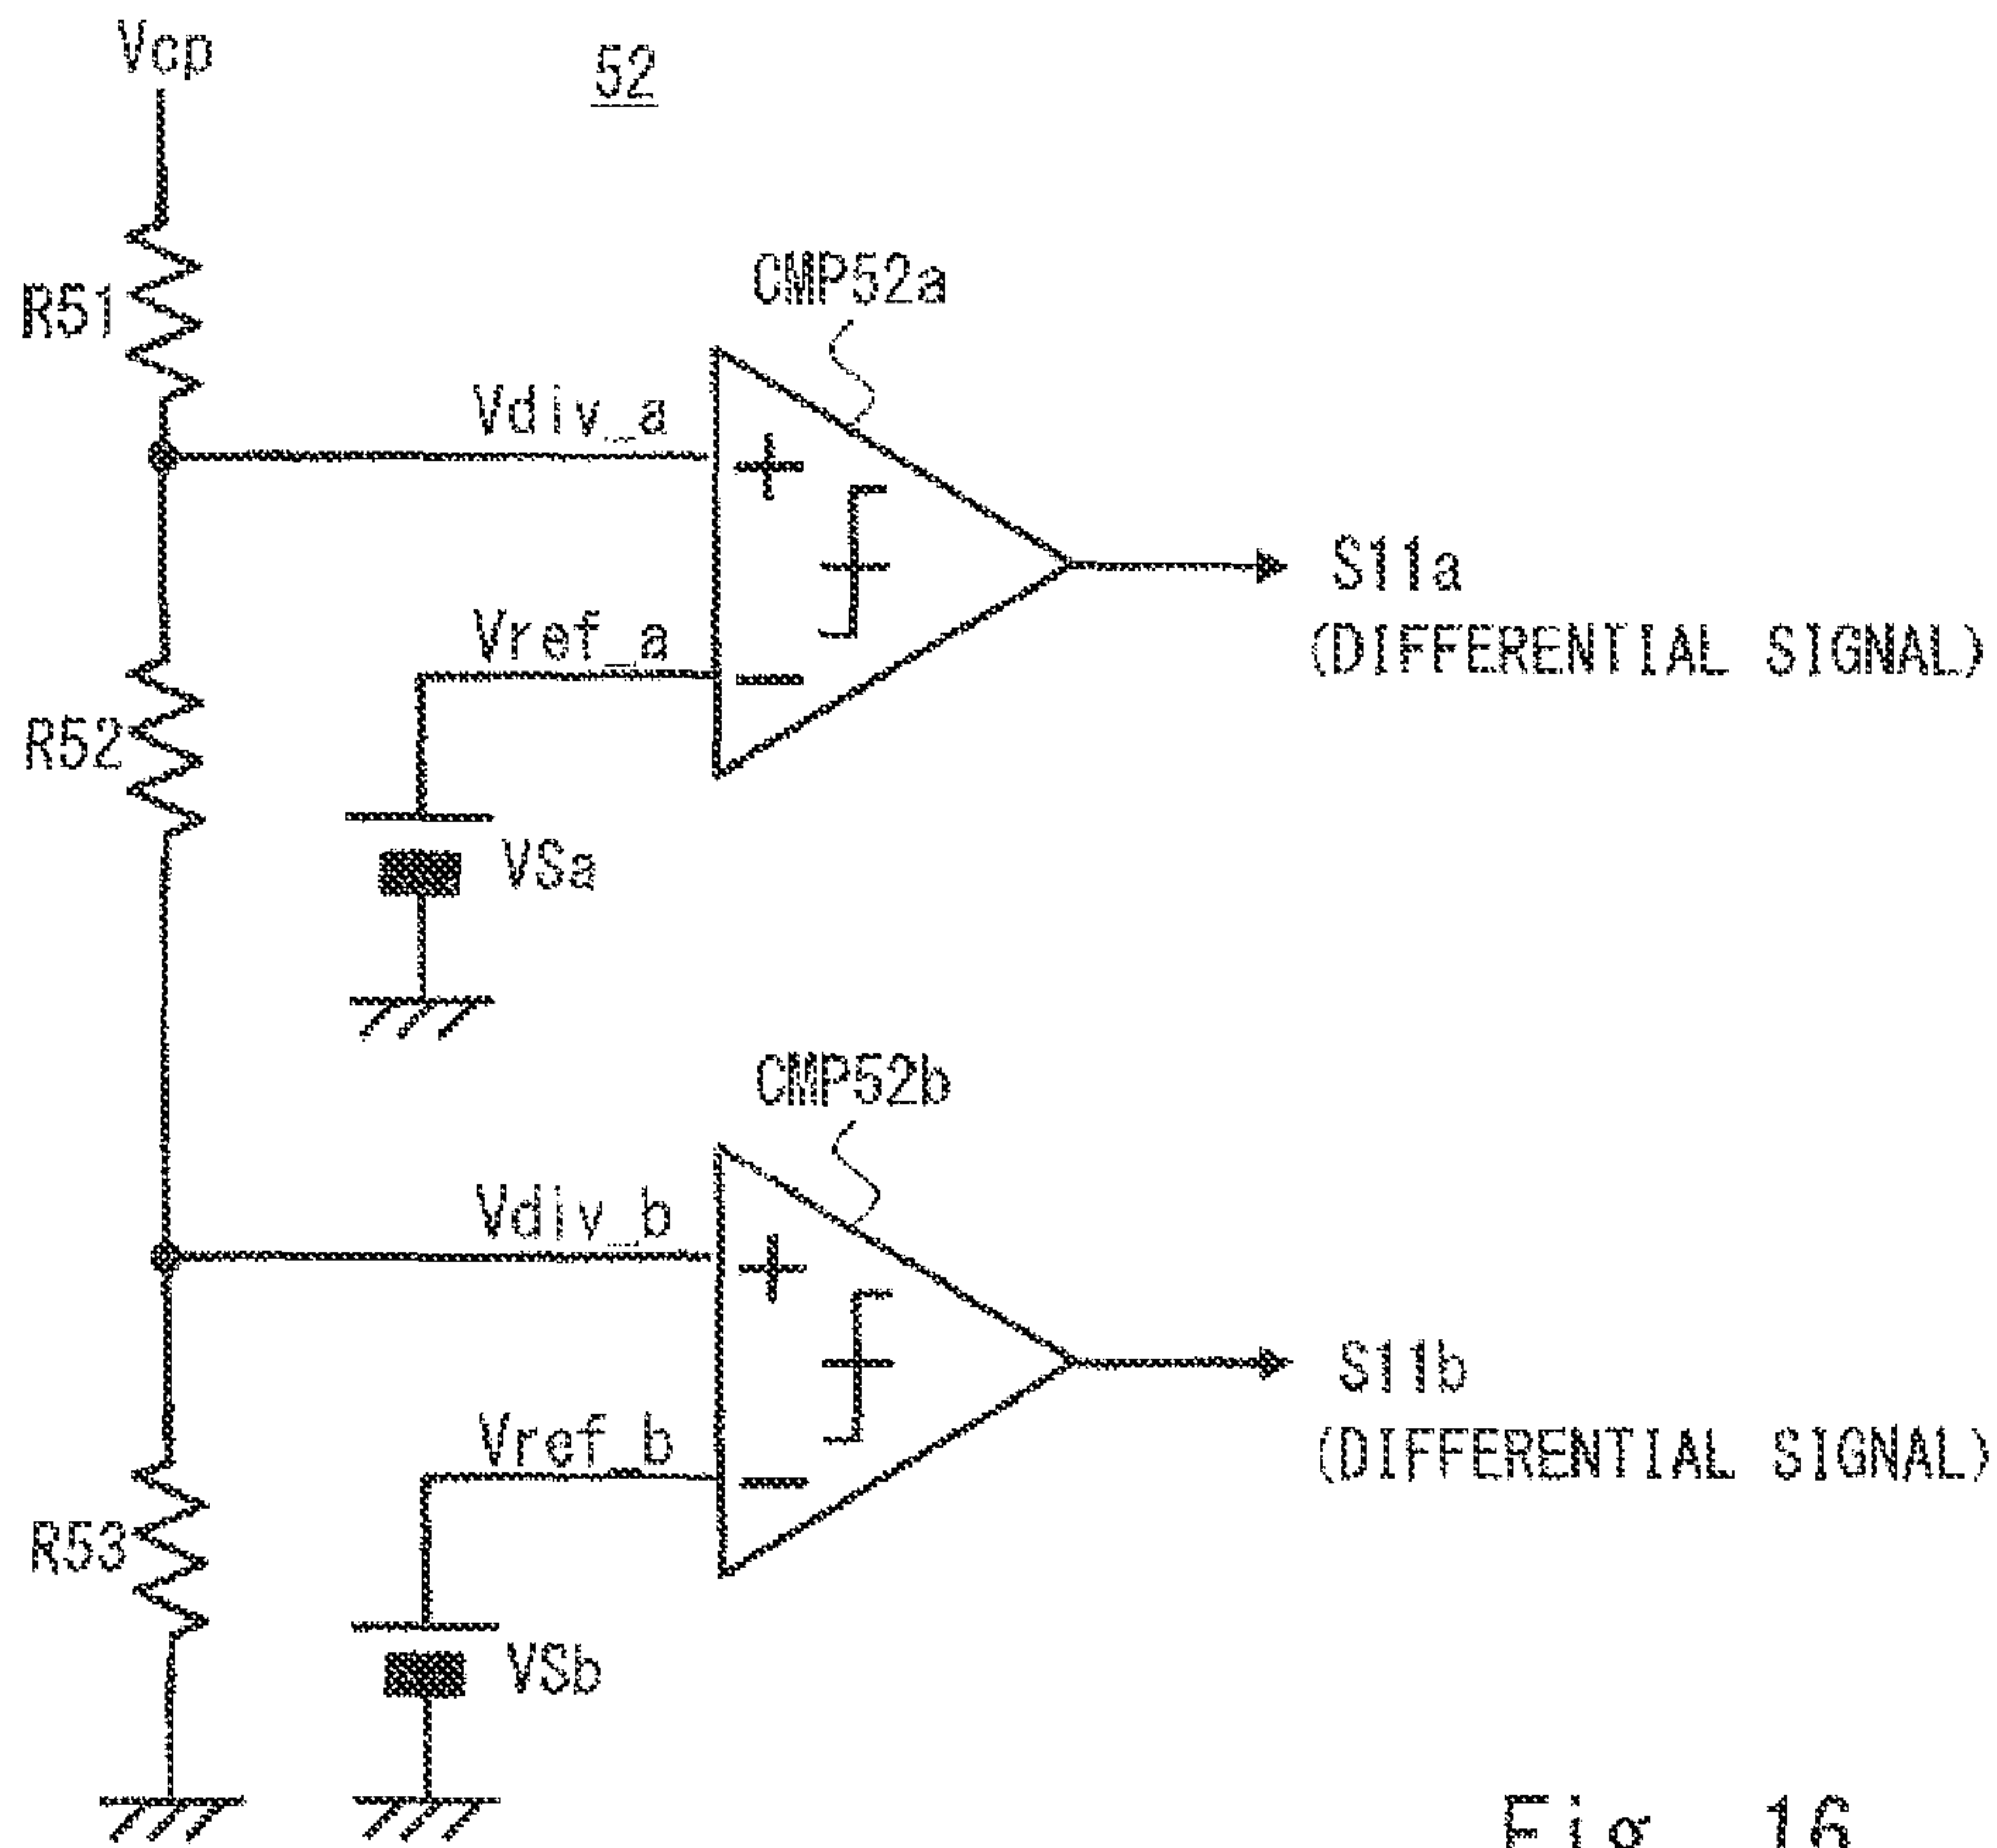 Vcp
52
CMP52a
R51
Vdiv_a
+
S11a
(DIFFERENTIAL SIGNAL)
Vref_a
−
R52
VSa
CMP52b
Vdiv_b
+
S11b
(DIFFERENTIAL SIGNAL)
Vref_b
−
R53
VSb
Fig. 16